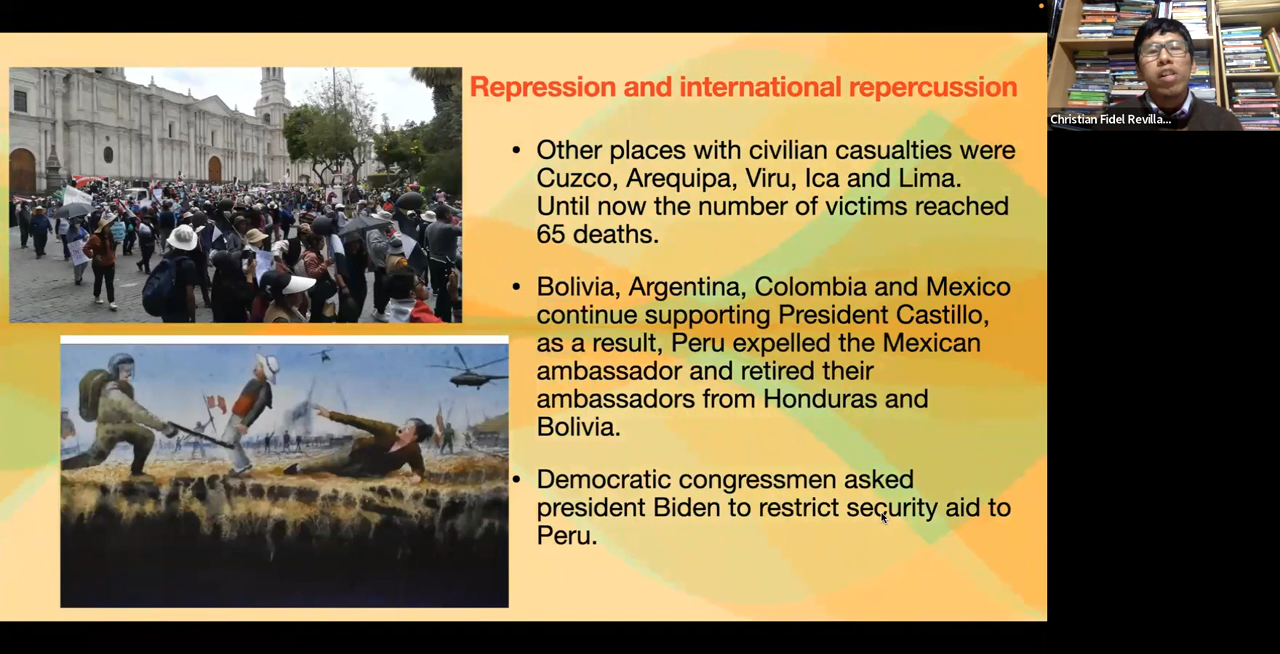 Repression and international repercussion
• Other places with civilian casualties were
Cuzco, Arequipa, Viru, Ica and Lima.
Until now the number of victims reached
65 deaths.
• Bolivia, Argentina, Colombia and Mexico
continue supporting President Castillo,
as a result, Peru expelled the Mexican
ambassador and retired their
ambassadors from Honduras and
Bolivia.
• Democratic congressmen asked
president Biden to restrict security aid to
Peru.
Christian Fidel Revilla...